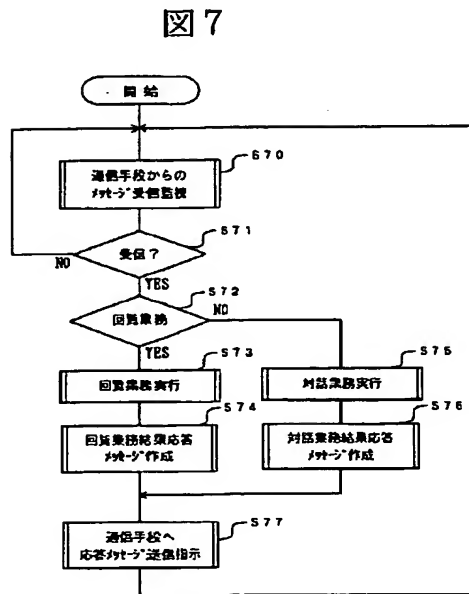 図7
開始
通信手段からの
メッセージ受信監視
S70
受信?
S71
NO
YES
回覧業務
S72
NO
YES
回覧業務実行
S73
対話業務実行
S75
回覧業務結果応答
メッセージ作成
S74
対話業務結果応答
メッセージ作成
S76
通信手段へ
応答メッセージ送信指示
S77